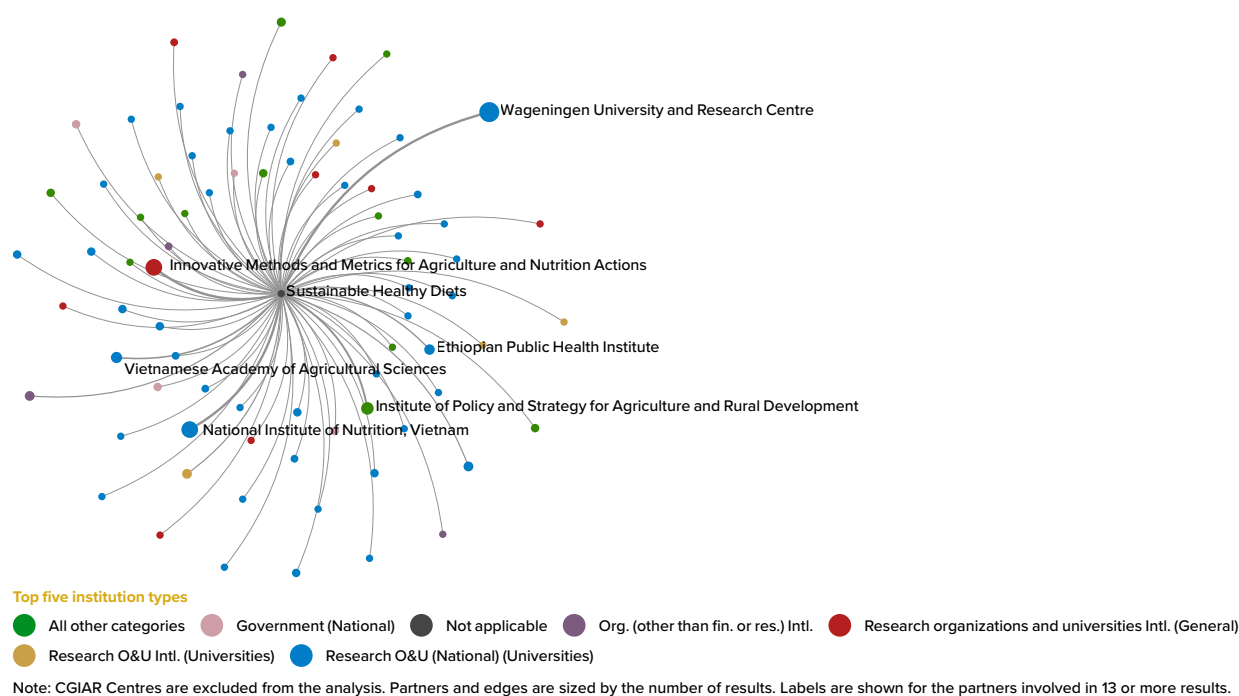 Wageningen University and Research Centre
Innovative Methods and Metrics for Agriculture and Nutrition Actions
Sustainable Healthy Diets
Ethiopian Public Health Institute
Vietnamese Academy of Agricultural Sciences
Institute of Policy and Strategy for Agriculture and Rural Development
National Institute of Nutrition, Vietnam
Top five institution types
All other categories Government (National) Not applicable Org. (other than fin. or res.) Intl. Research organizations and universities Intl. (General)
Research O&U Intl. (Universities) Research O&U (National) (Universities)
Note: CGIAR Centres are excluded from the analysis. Partners and edges are sized by the number of results. Labels are shown for the partners involved in 13 or more results.